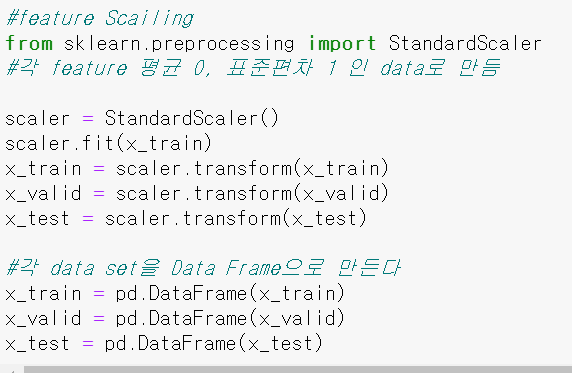 #feature Scailing
from sklearn.preprocessing import StandardScaler
#각 feature 평균 0, 표준편차 1 인 data로 만듬
scaler = StandardScaler()
scaler.fit(x_train)
x_train = scaler.transform(x_train)
x_valid = scaler.transform(x_valid)
x_test = scaler.transform(x_test)
#각 data set을 Data Frame으로 만든다
x_train = pd.DataFrame(x_train)
x_valid = pd.DataFrame(x_valid)
x_test = pd.DataFrame(x_test)